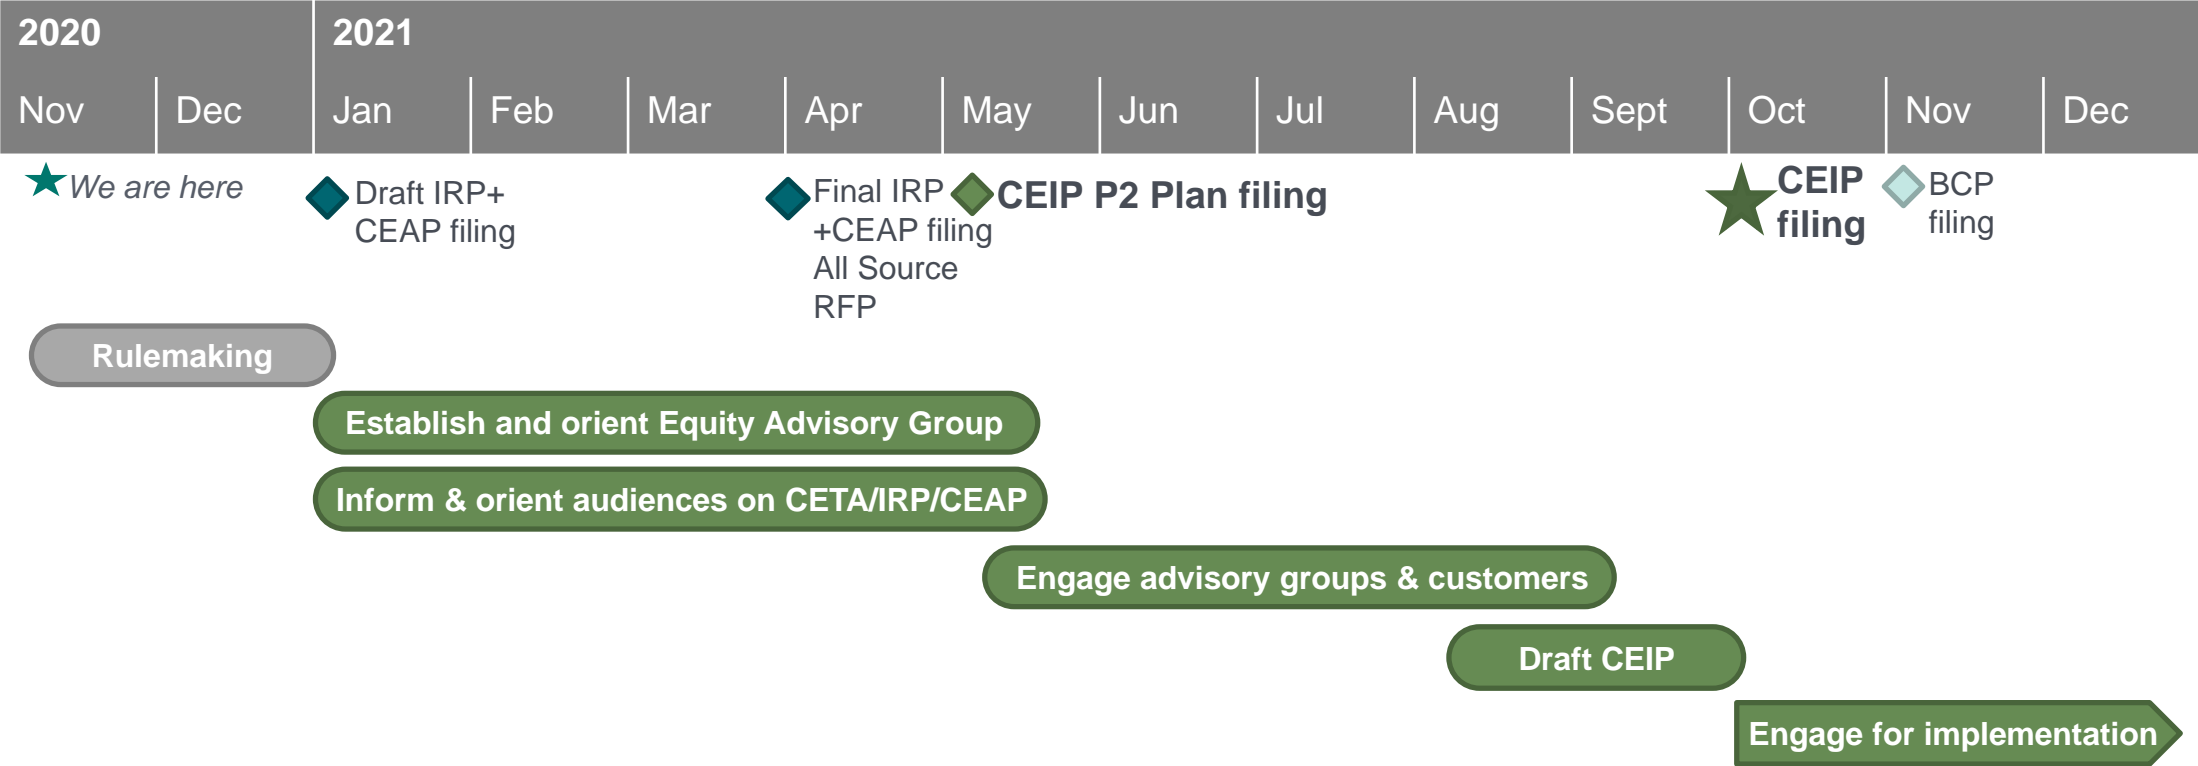 2020
2021
Nov
Dec
Jan
Feb
Mar
Apr
May
Jun
Jul
Aug
Sept
Oct
Nov
Dec
We are here
Draft IRP+
CEAP filing
Final IRP
+CEAP filing
All Source
RFP
CEIP P2 Plan filing
CEIP
filing
BCP
filing
Rulemaking
Establish and orient Equity Advisory Group
Inform & orient audiences on CETA/IRP/CEAP
Engage advisory groups & customers
Draft CEIP
Engage for implementation